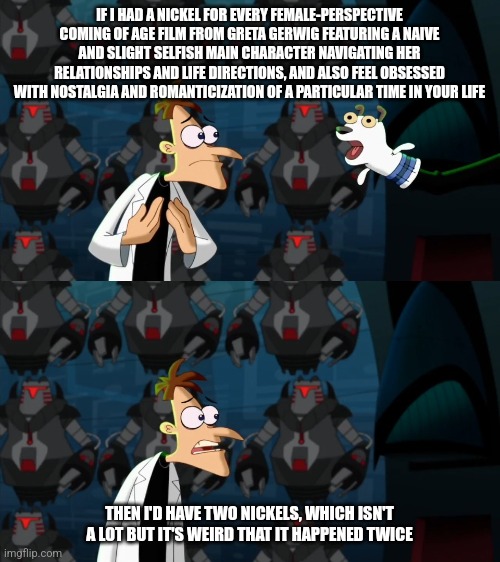 IF I HAD A NICKEL FOR EVERY FEMALE-PERSPECTIVE
COMING OF AGE FILM FROM GRETA GERWIG FEATURING A NAIVE
AND SLIGHT SELFISH MAIN CHARACTER NAVIGATING HER
RELATIONSHIPS AND LIFE DIRECTIONS, AND ALSO FEEL OBSESSED
WITH NOSTALGIA AND ROMANTICIZATION OF A PARTICULAR TIME IN YOUR LIFE
THEN I'D HAVE TWO NICKELS, WHICH ISN'T
A LOT BUT IT'S WEIRD THAT IT HAPPENED TWICE
imgflip.com